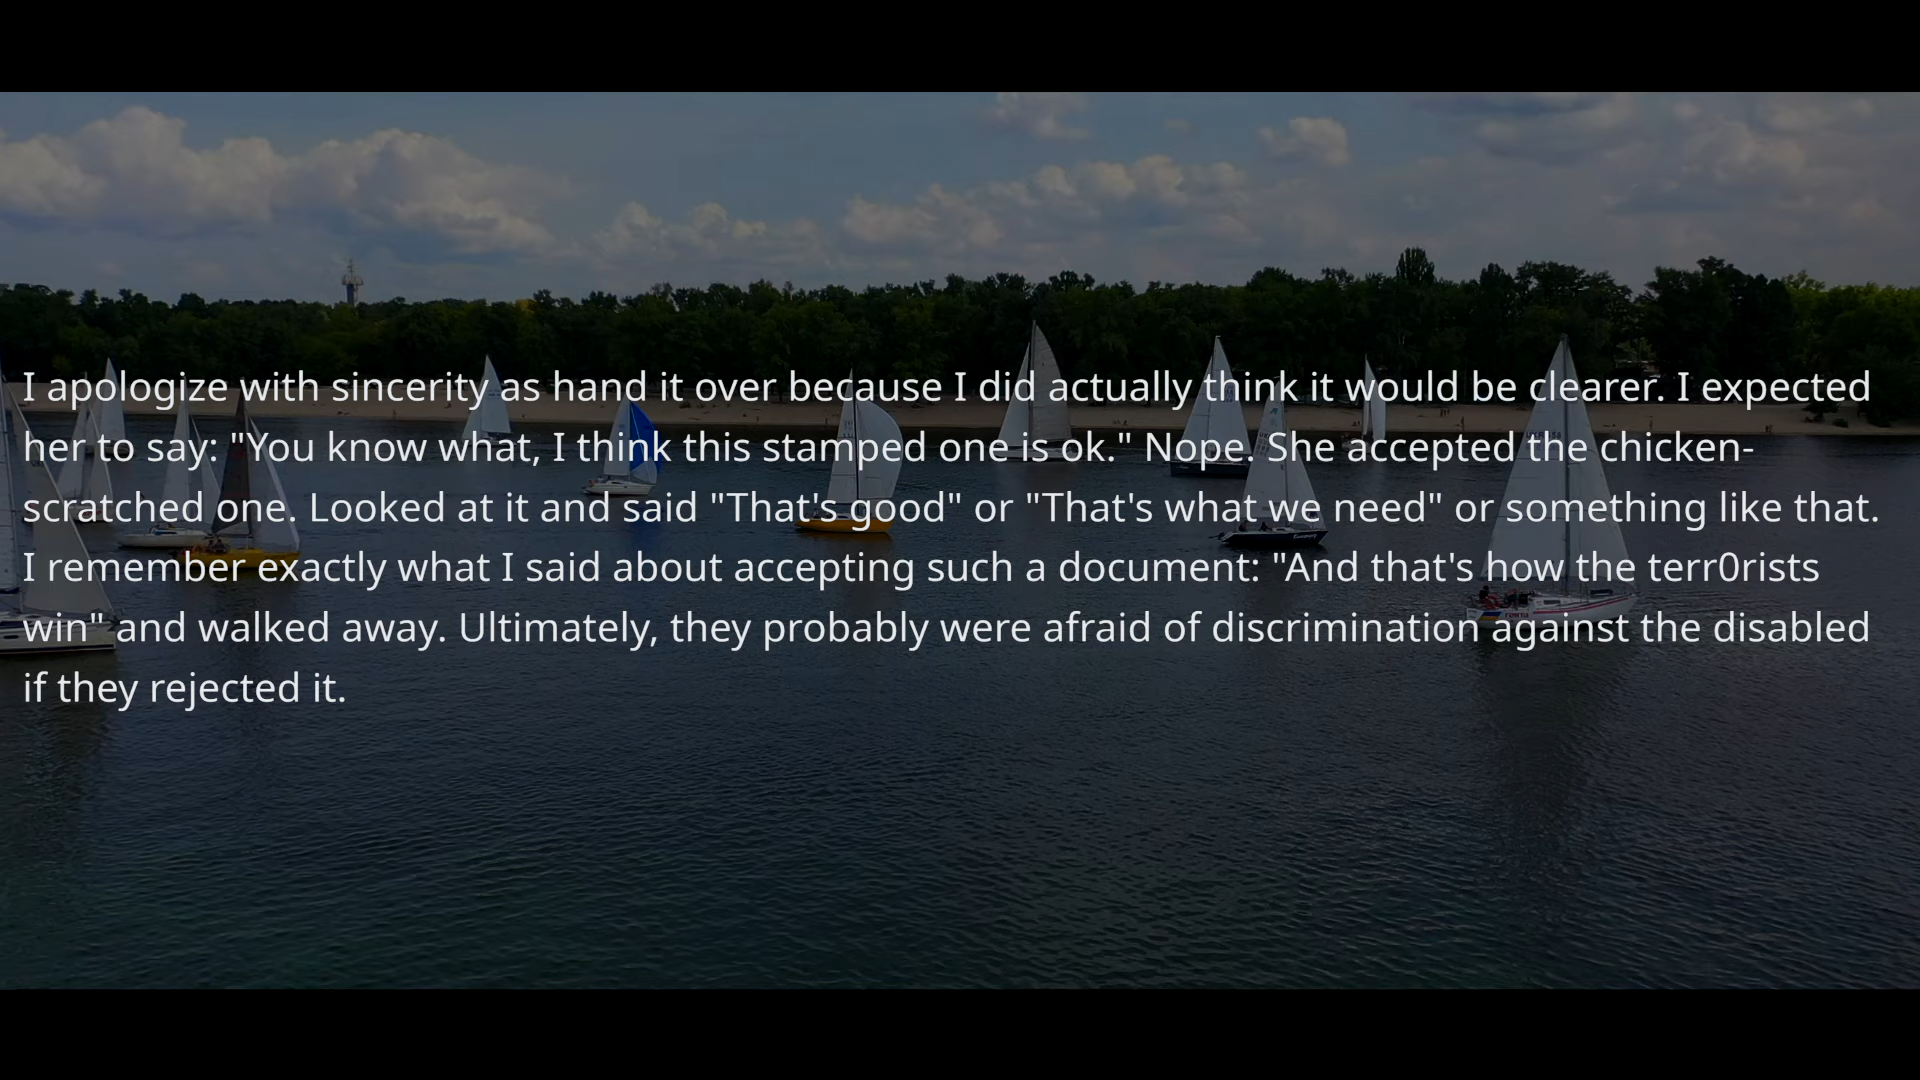 I apologize with sincerity as hand it over because I did actually think it would be clearer. I expected
her to say: "You know what, I think this stamped one is ok." Nope. She accepted the chicken-
scratched one. Looked at it and said "That's good" or "That's what we need" or something like that.
I remember exactly what I said about accepting such a document: "And that's how the terr0rists
win" and walked away. Ultimately, they probably were afraid of discrimination against the disabled
if they rejected it.